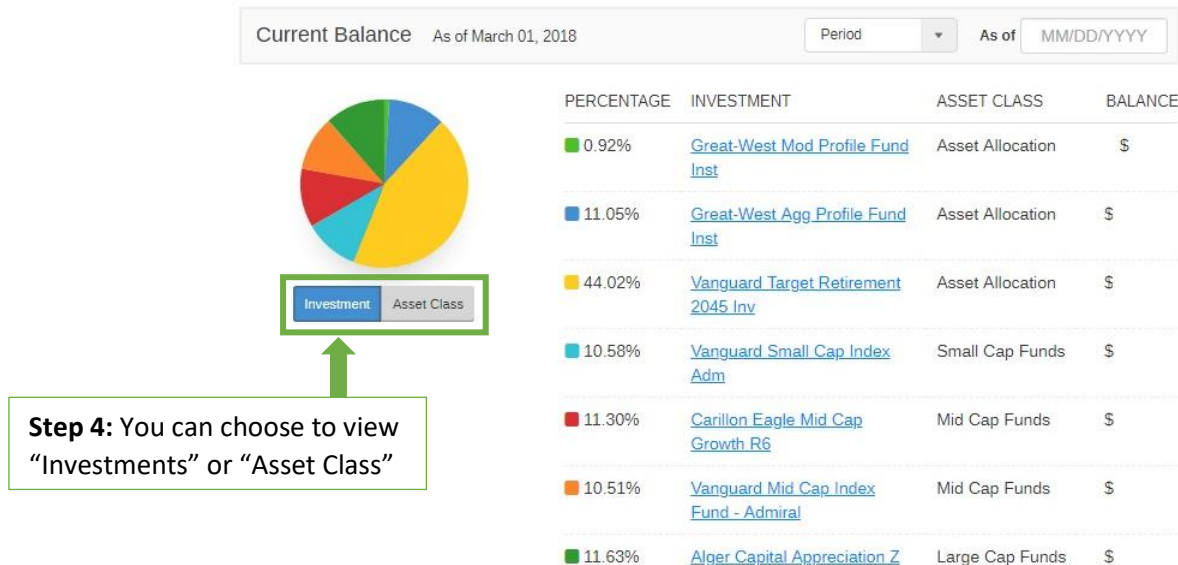 Current Balance As of March 01, 2018 Period As of MM/DD/YYYY
PERCENTAGE INVESTMENT ASSET CLASS BALANCE
0.92% Great-West Mod Profile Fund Asset Allocation $
Inst
11.05% Great-West Agg Profile Fund Asset Allocation $
Inst
44.02% Vanguard Target Retirement Asset Allocation $
2045 Inv
Investment Asset Class
10.58% Vanguard Small Cap Index Small Cap Funds $
Adm
11.30% Carillon Eagle Mid Cap Mid Cap Funds $
Growth R6
Step 4: You can choose to view
“Investments” or “Asset Class”
10.51% Vanguard Mid Cap Index Mid Cap Funds $
Fund - Admiral
11.63% Alger Capital Appreciation Z Large Cap Funds $